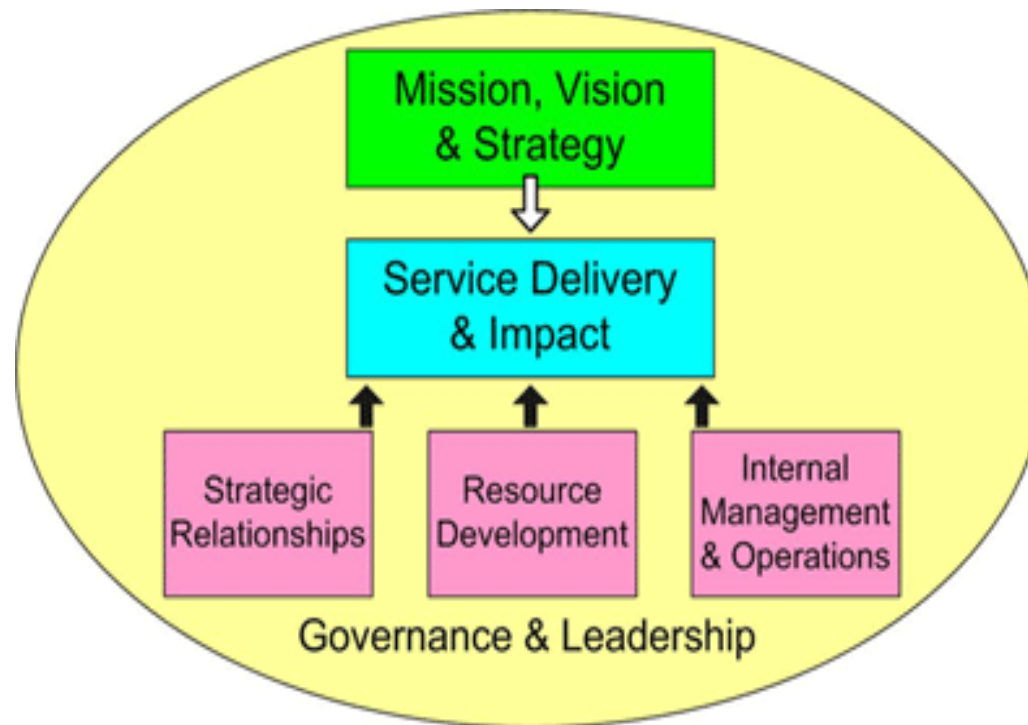 Mission, Vision
& Strategy
Service Delivery
& Impact
Strategic
Relationships
Resource
Development
Internal
Management
& Operations
Governance & Leadership